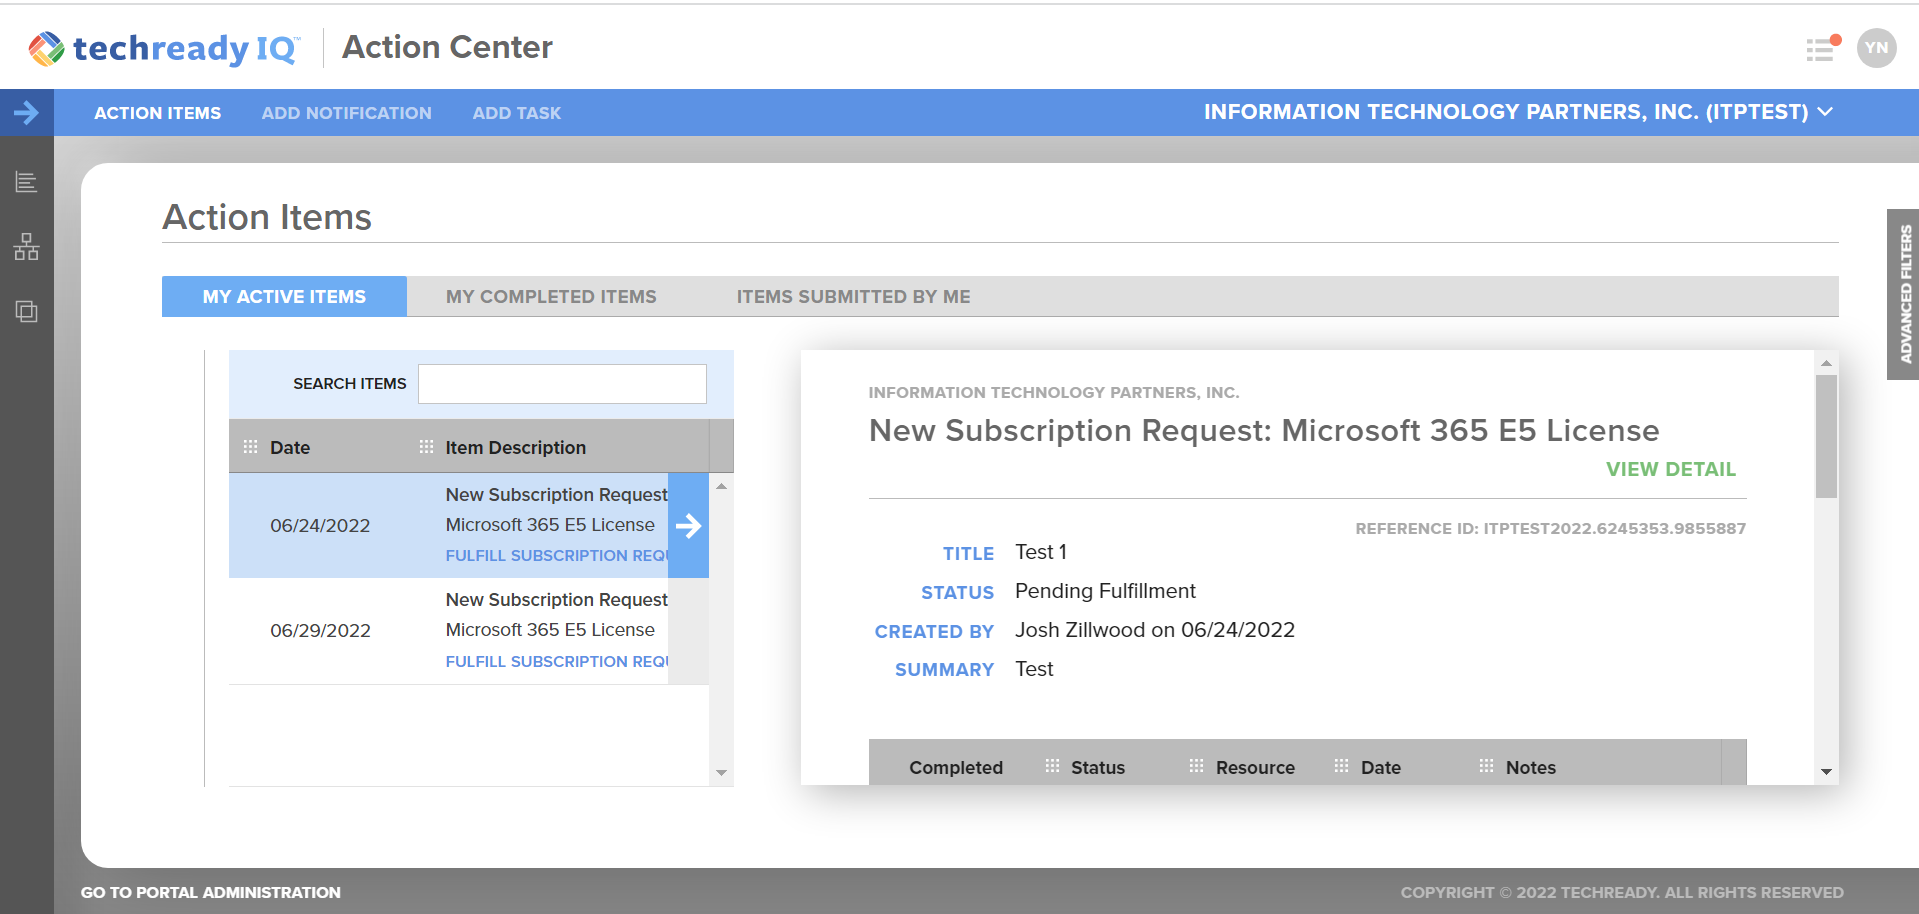 techready IQ™
Action Center
YN
ACTION ITEMS
ADD NOTIFICATION
ADD TASK
INFORMATION TECHNOLOGY PARTNERS, INC. (ITPTEST)
Action Items
ADVANCED FILTERS
MY ACTIVE ITEMS
MY COMPLETED ITEMS
ITEMS SUBMITTED BY ME
SEARCH ITEMS
Date
Item Description
06/24/2022
New Subscription Request
Microsoft 365 E5 License
FULFILL SUBSCRIPTION REQU
06/29/2022
New Subscription Request
Microsoft 365 E5 License
FULFILL SUBSCRIPTION REQU
INFORMATION TECHNOLOGY PARTNERS, INC.
New Subscription Request: Microsoft 365 E5 License
VIEW DETAIL
REFERENCE ID: ITPTEST2022.6245353.9855887
TITLE Test 1
STATUS Pending Fulfillment
CREATED BY Josh Zillwood on 06/24/2022
SUMMARY Test
Completed
Status
Resource
Date
Notes
GO TO PORTAL ADMINISTRATION
COPYRIGHT © 2022 TECHREADY. ALL RIGHTS RESERVED